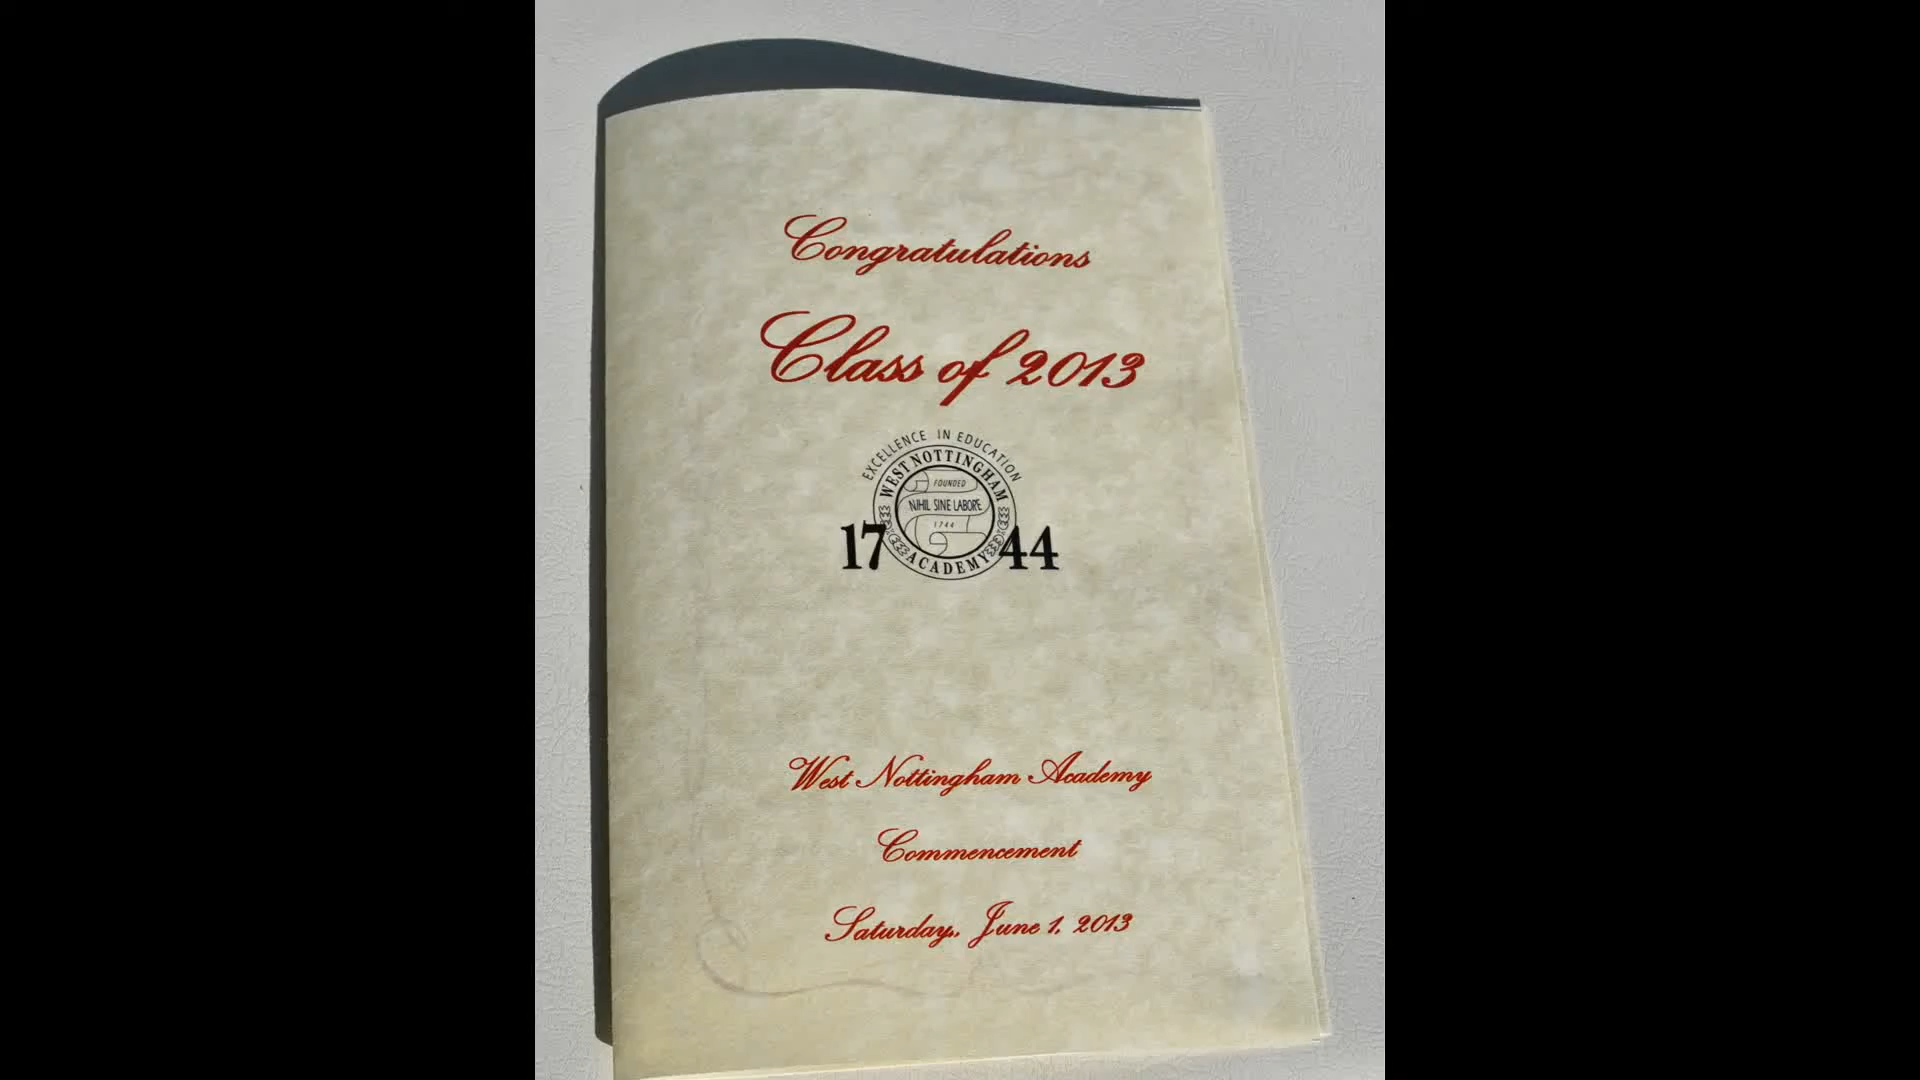 Congratulations
Class of 2013
EXCELLENCE IN EDUCATION
WEST NOTTINGHAM
FOUNDED
NIHIL SINE LABORE
1744
17 44
ACADEMY
West Nottingham Academy
Commencement
Saturday, June 1, 2013